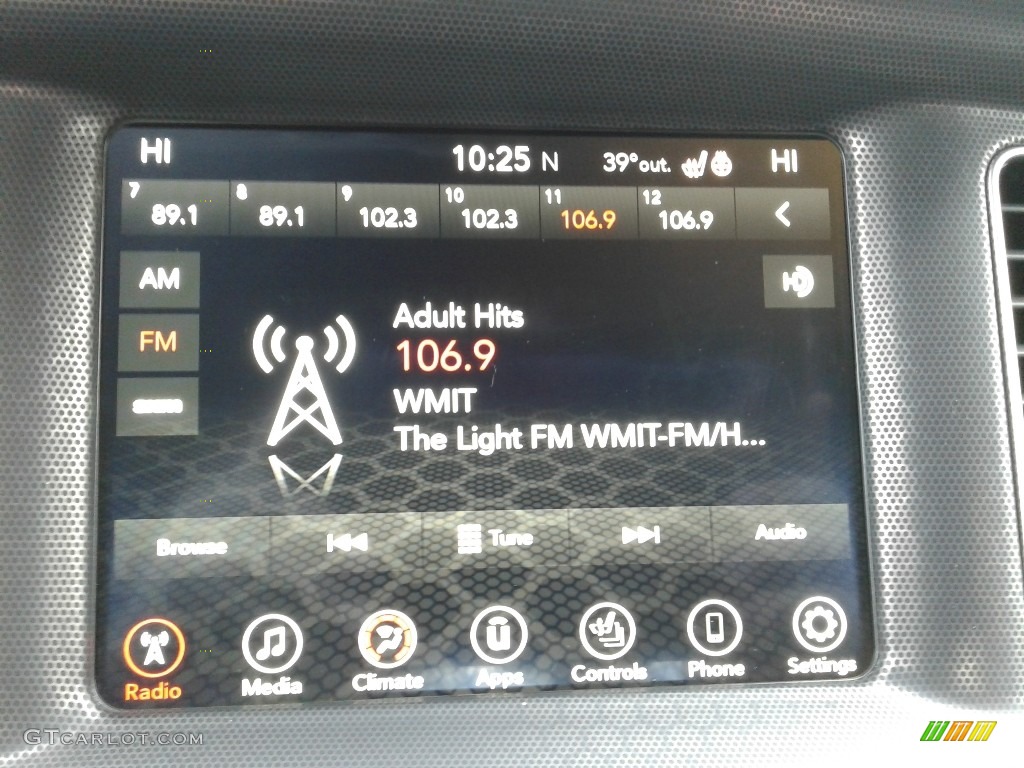 HI 10:25 N 39°out. HI
7 8 9 10 11 12
89.1 89.1 102.3 102.3 106.9 106.9
AM
FM
Adult Hits
106.9
WMIT
The Light FM WMIT-FM/H...
Browse Tune Audio
Radio Media Climate Apps Controls Phone Settings
GTCARLOT.COM